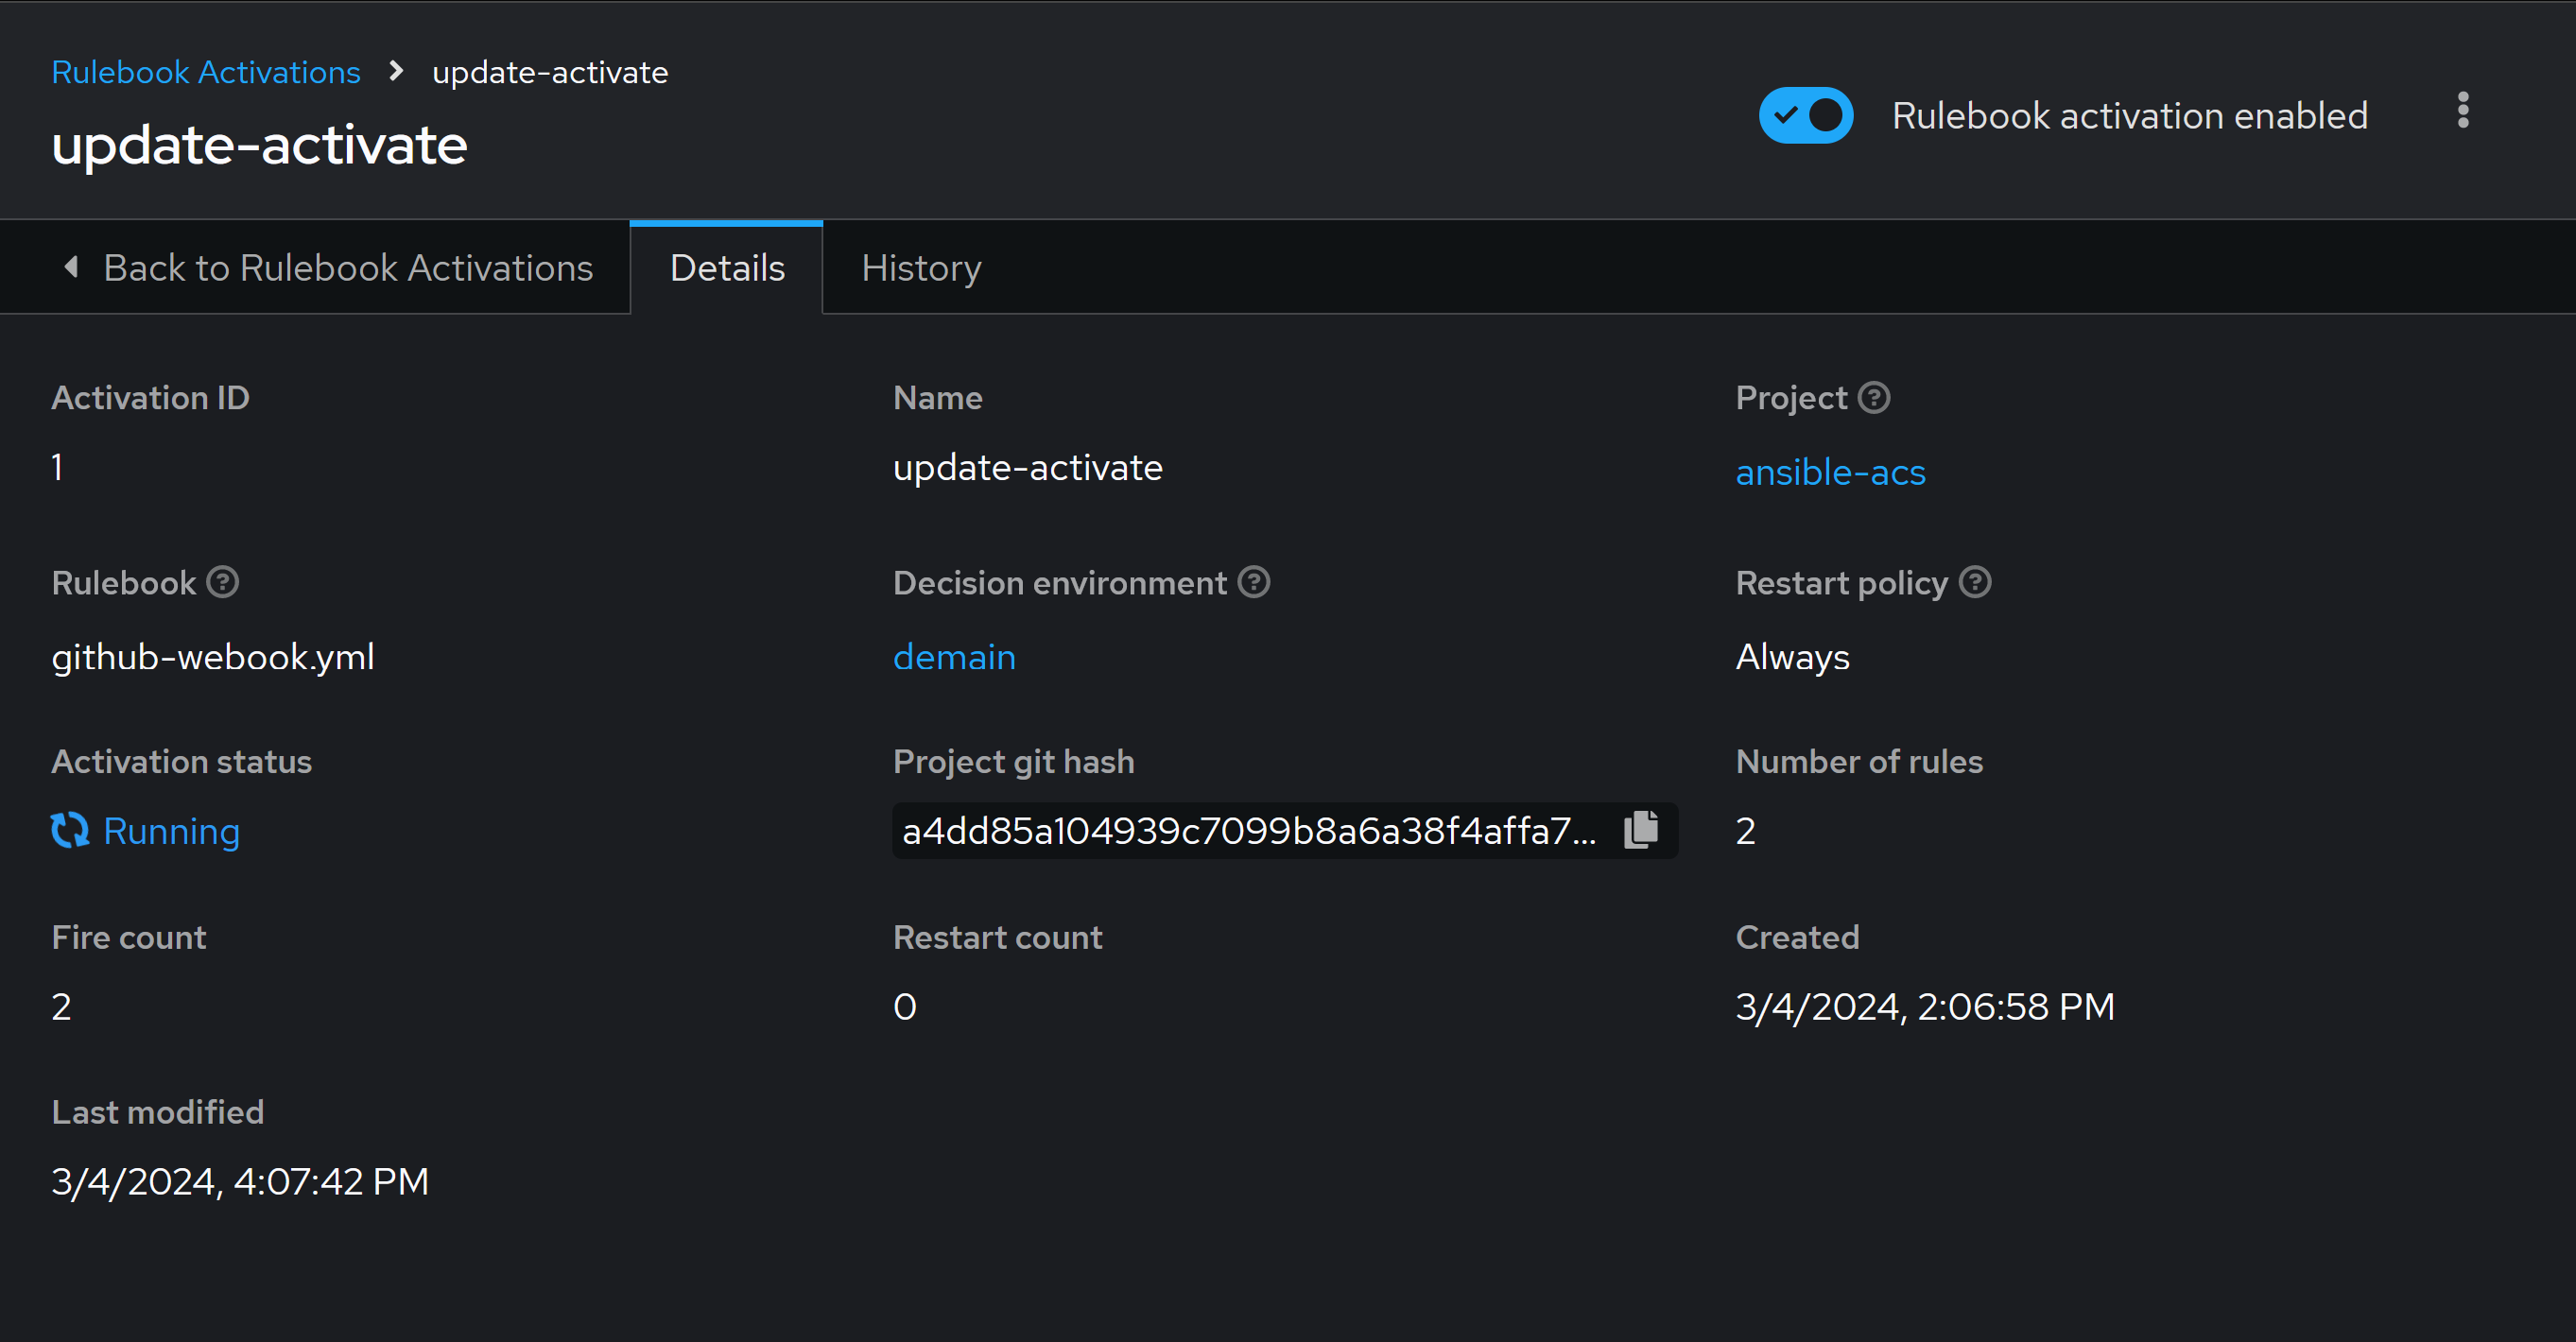 Rulebook Activations > update-activate
update-activate
Rulebook activation enabled
Back to Rulebook Activations
Details
History
Activation ID
1
Name
update-activate
Project
ansible-acs
Rulebook
github-webook.yml
Decision environment
demain
Restart policy
Always
Activation status
Running
Project git hash
a4dd85a104939c7099b8a6a38f4affa7...
Number of rules
2
Fire count
2
Restart count
0
Created
3/4/2024, 2:06:58 PM
Last modified
3/4/2024, 4:07:42 PM